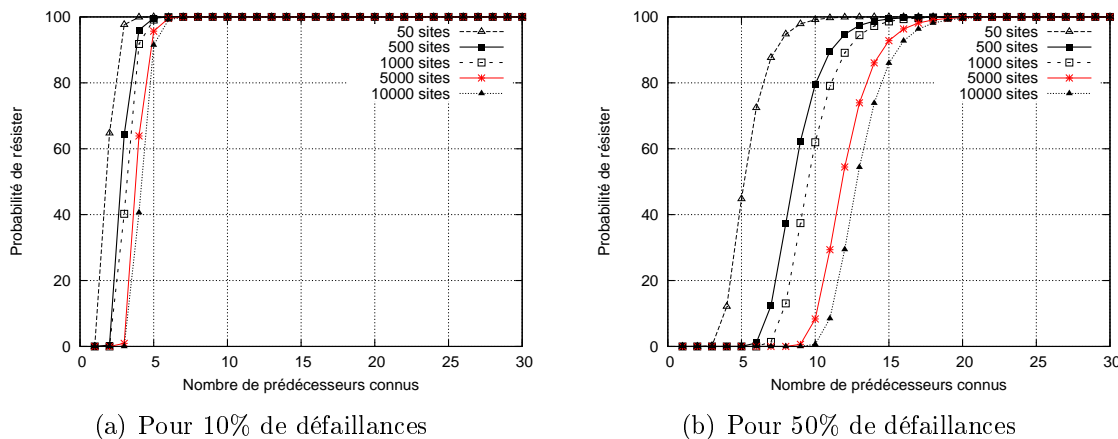 100
80
60
40
20
0
0 5 10 15 20 25 30
Probabilité de résister
Nombre de prédécesseurs connus
50 sites
500 sites
1000 sites
5000 sites
10000 sites
(a) Pour 10% de défaillances
100
80
60
40
20
0
0 5 10 15 20 25 30
Probabilité de résister
Nombre de prédécesseurs connus
50 sites
500 sites
1000 sites
5000 sites
10000 sites
(b) Pour 50% de défaillances